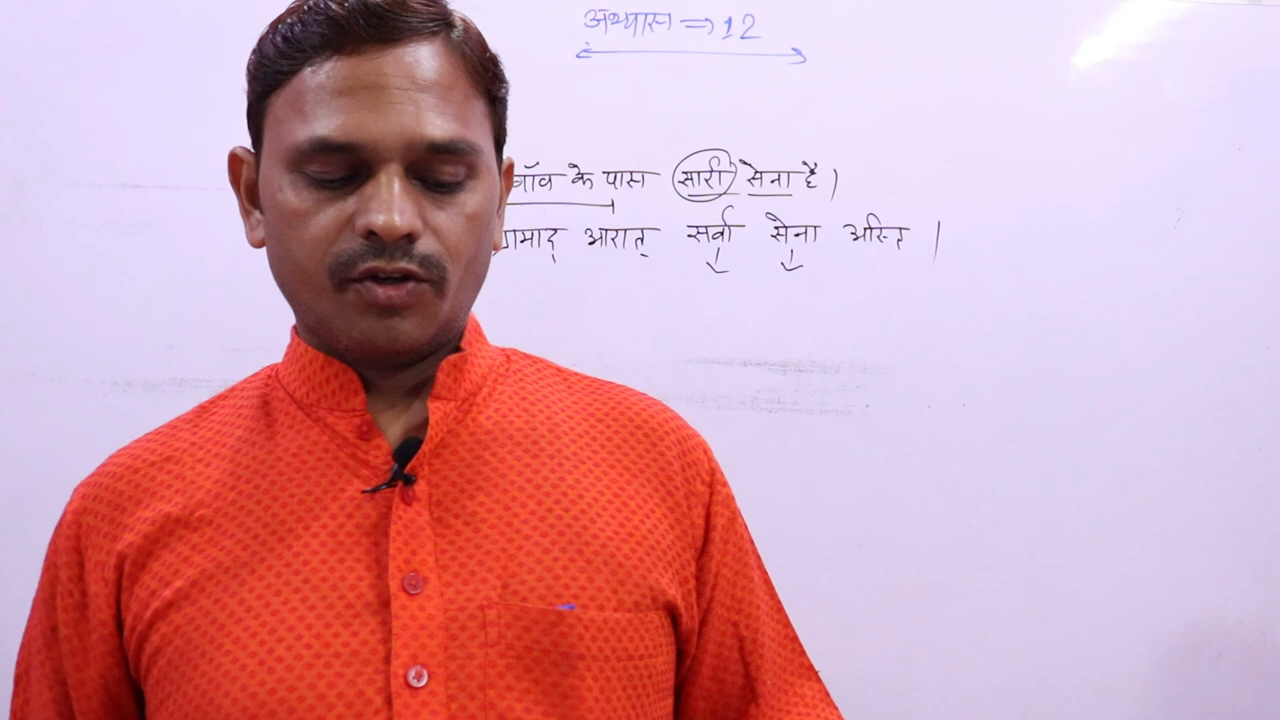 अभ्यास ⇒ 12
गाँव के पास सारी सेना है।
ग्रामाद् आरात् सर्वा सेना अस्ति ।